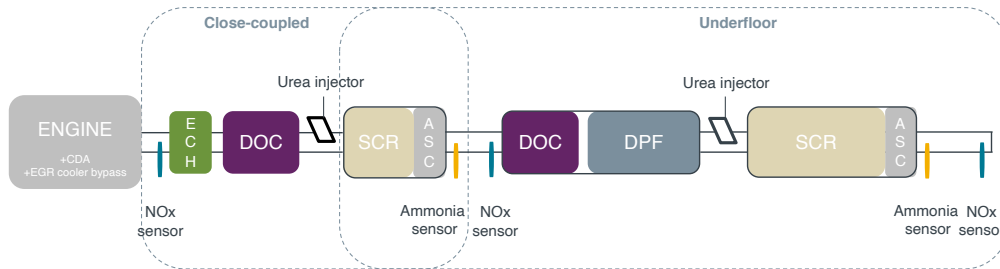 Close-coupled
Underfloor
Urea injector
Urea injector
ENGINE
+CDA
+EGR cooler bypass
E
C
H
DOC
SCR
A
S
C
DOC
DPF
SCR
A
S
C
NOx
sensor
Ammonia
sensor
NOx
sensor
Ammonia
sensor
NOx
sensor